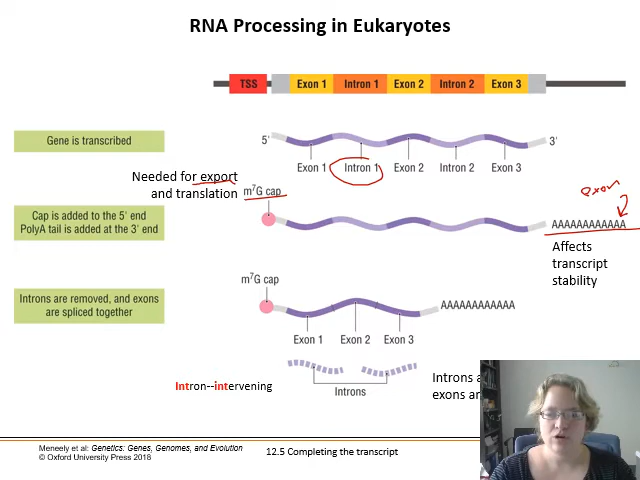 RNA Processing in Eukaryotes
TSS Exon 1 Intron 1 Exon 2 Intron 2 Exon 3
Gene is transcribed
5' 3'
Exon 1 Intron 1 Exon 2 Intron 2 Exon 3
Needed for export
and translation
m⁷G cap
exon
Cap is added to the 5' end
PolyA tail is added at the 3' end
AAAAAAAAAAAA
Affects
transcript
stability
m⁷G cap
Introns are removed, and exons
are spliced together
AAAAAAAAAAAA
Exon 1 Exon 2 Exon 3
Intron--intervening
Introns
Introns
exons
Meneely et al: Genetics: Genes, Genomes, and Evolution
© Oxford University Press 2018
12.5 Completing the transcript